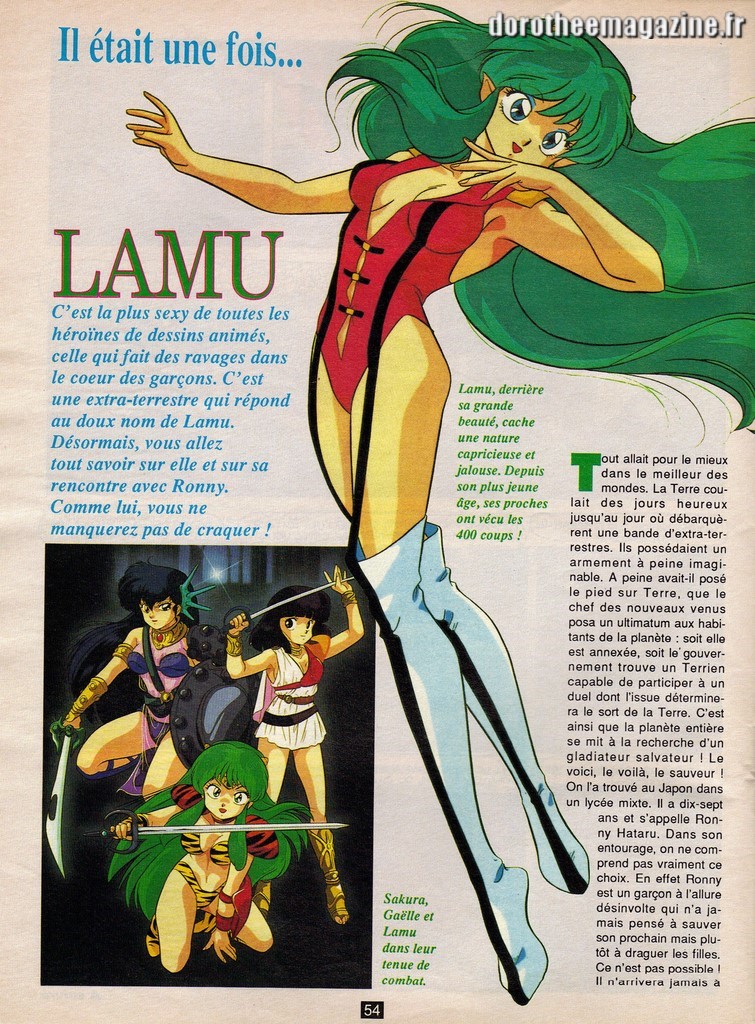 dorotheemagazine.fr
Il était une fois...
LAMU
C'est la plus sexy de toutes les
héroïnes de dessins animés,
celle qui fait des ravages dans
le coeur des garçons. C'est
une extra-terrestre qui répond
au doux nom de Lamu.
Désormais, vous allez
tout savoir sur elle et sur sa
rencontre avec Ronny.
Comme lui, vous ne
manquerez pas de craquer !
Lamu, derrière
sa grande
beauté, cache
une nature
capricieuse et
jalouse. Depuis
son plus jeune
âge, ses proches
ont vécu les
400 coups !
Tout allait pour le mieux
dans le meilleur des
mondes. La Terre cou-
lait des jours heureux
jusqu'au jour où débarquè-
rent une bande d'extra-ter-
restres. Ils possédaient un
armement à peine imagi-
nable. A peine avait-il posé
le pied sur Terre, que le
chef des nouveaux venus
posa un ultimatum aux habi-
tants de la planète : soit elle
est annexée, soit le gouver-
nement trouve un Terrien
capable de participer à un
duel dont l'issue détermine-
ra le sort de la Terre. C'est
ainsi que la planète entière
se mit à la recherche d'un
gladiateur salvateur ! Le
voici, le voilà, le sauveur !
On l'a trouvé au Japon dans
un lycée mixte. Il a dix-sept
ans et s'appelle Ron-
ny Hataru. Dans son
entourage, on ne com-
prend pas vraiment ce
choix. En effet Ronny
est un garçon à l'allure
désinvolte qui n'a ja-
mais pensé à sauver
son prochain mais plu-
tôt à draguer les filles.
Ce n'est pas possible !
Il n'arrivera jamais à
Sakura,
Gaëlle et
Lamu
dans leur
tenue de
combat.
54